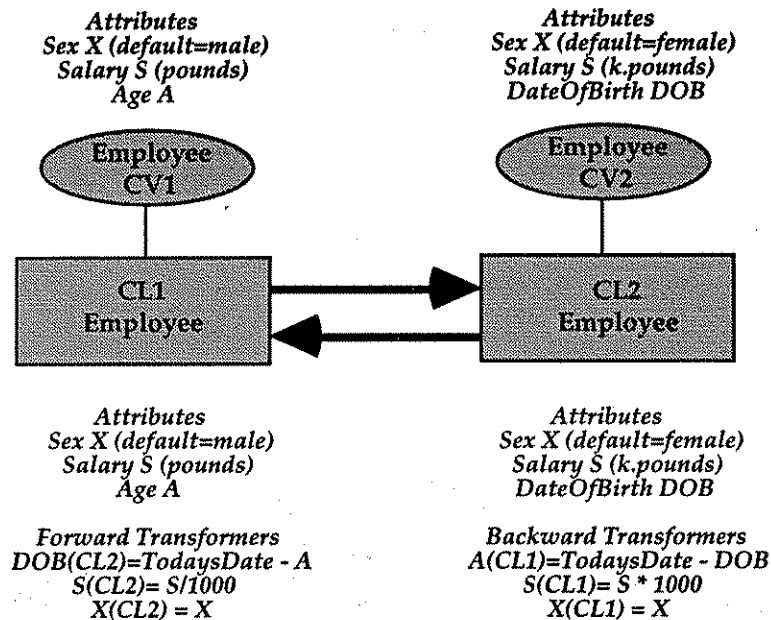 Attributes
Sex X (default=male)
Salary S (pounds)
Age A
Attributes
Sex X (default=female)
Salary S (k.pounds)
DateOfBirth DOB
Employee
CV1
Employee
CV2
CL1
Employee
CL2
Employee
Attributes
Sex X (default=male)
Salary S (pounds)
Age A
Attributes
Sex X (default=female)
Salary S (k.pounds)
DateOfBirth DOB
Forward Transformers
DOB(CL2)=TodaysDate - A
S(CL2)= S/1000
X(CL2) = X
Backward Transformers
A(CL1)=TodaysDate - DOB
S(CL1)= S * 1000
X(CL1) = X